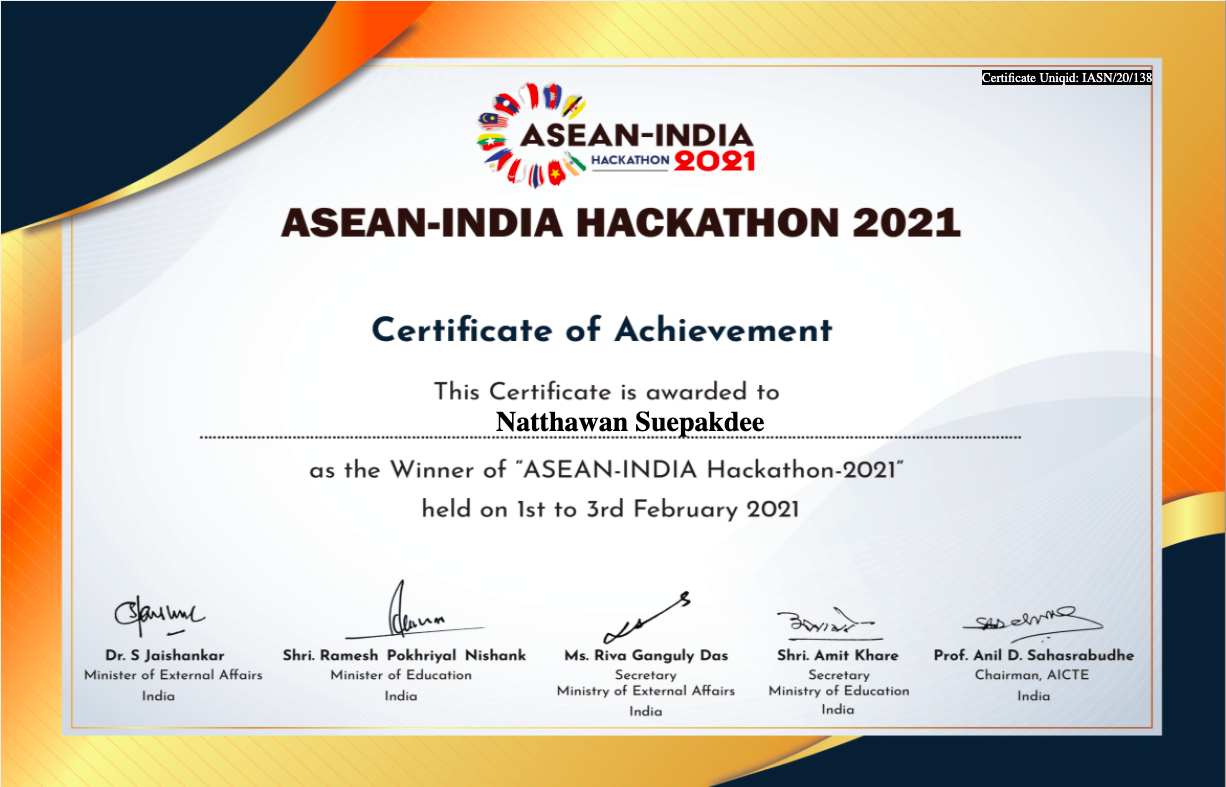 Certificate Uniqid: IASN/20/138
ASEAN-INDIA
HACKATHON 2021
ASEAN-INDIA HACKATHON 2021
Certificate of Achievement
This Certificate is awarded to
Natthawan Suepakdee
as the Winner of “ASEAN-INDIA Hackathon-2021”
held on 1st to 3rd February 2021
Dr. S Jaishankar
Minister of External Affairs
India
Shri. Ramesh Pokhriyal Nishank
Minister of Education
India
Ms. Riva Ganguly Das
Secretary
Ministry of External Affairs
India
Shri. Amit Khare
Secretary
Ministry of Education
India
Prof. Anil D. Sahasrabudhe
Chairman, AICTE
India